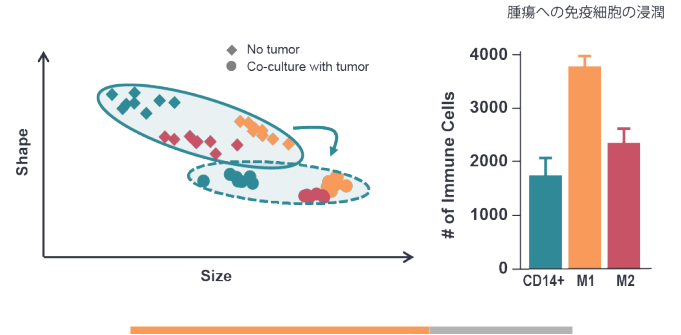 腫瘍への免疫細胞の浸潤
No tumor
Co-culture with tumor
Shape
Size
# of Immune Cells
4000
3000
2000
1000
0
CD14+ M1 M2